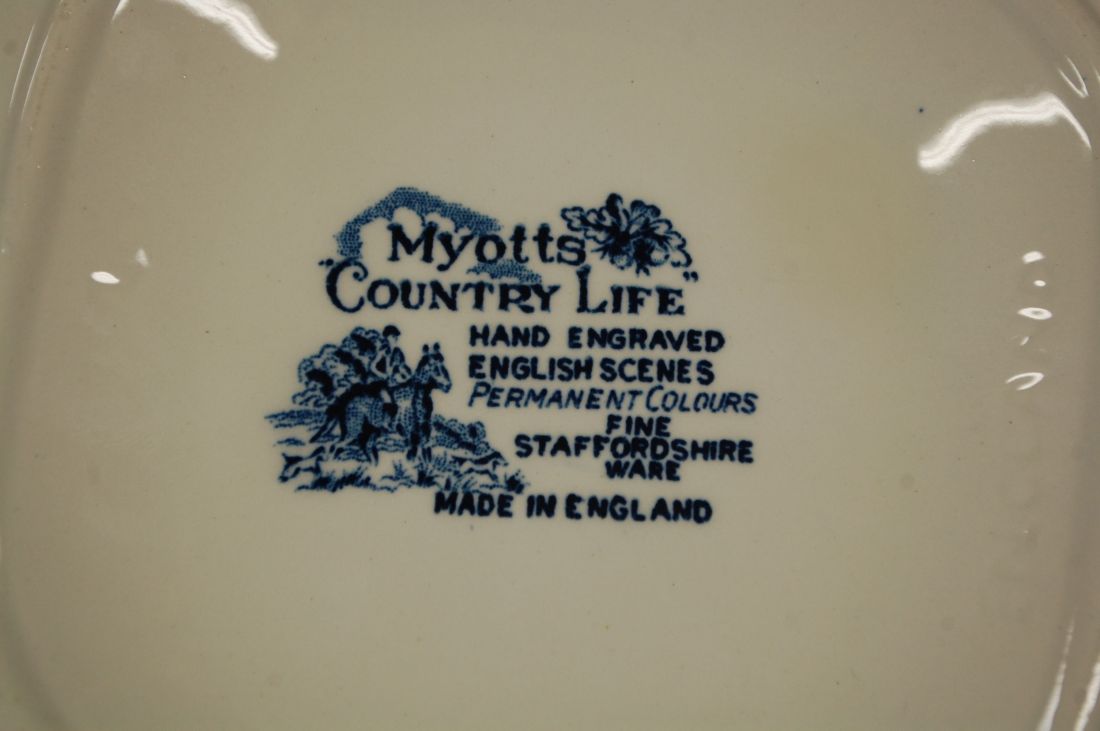 Myotts
"COUNTRY LIFE"
HAND ENGRAVED
ENGLISH SCENES
PERMANENT COLOURS
FINE
STAFFORDSHIRE
WARE
MADE IN ENGLAND